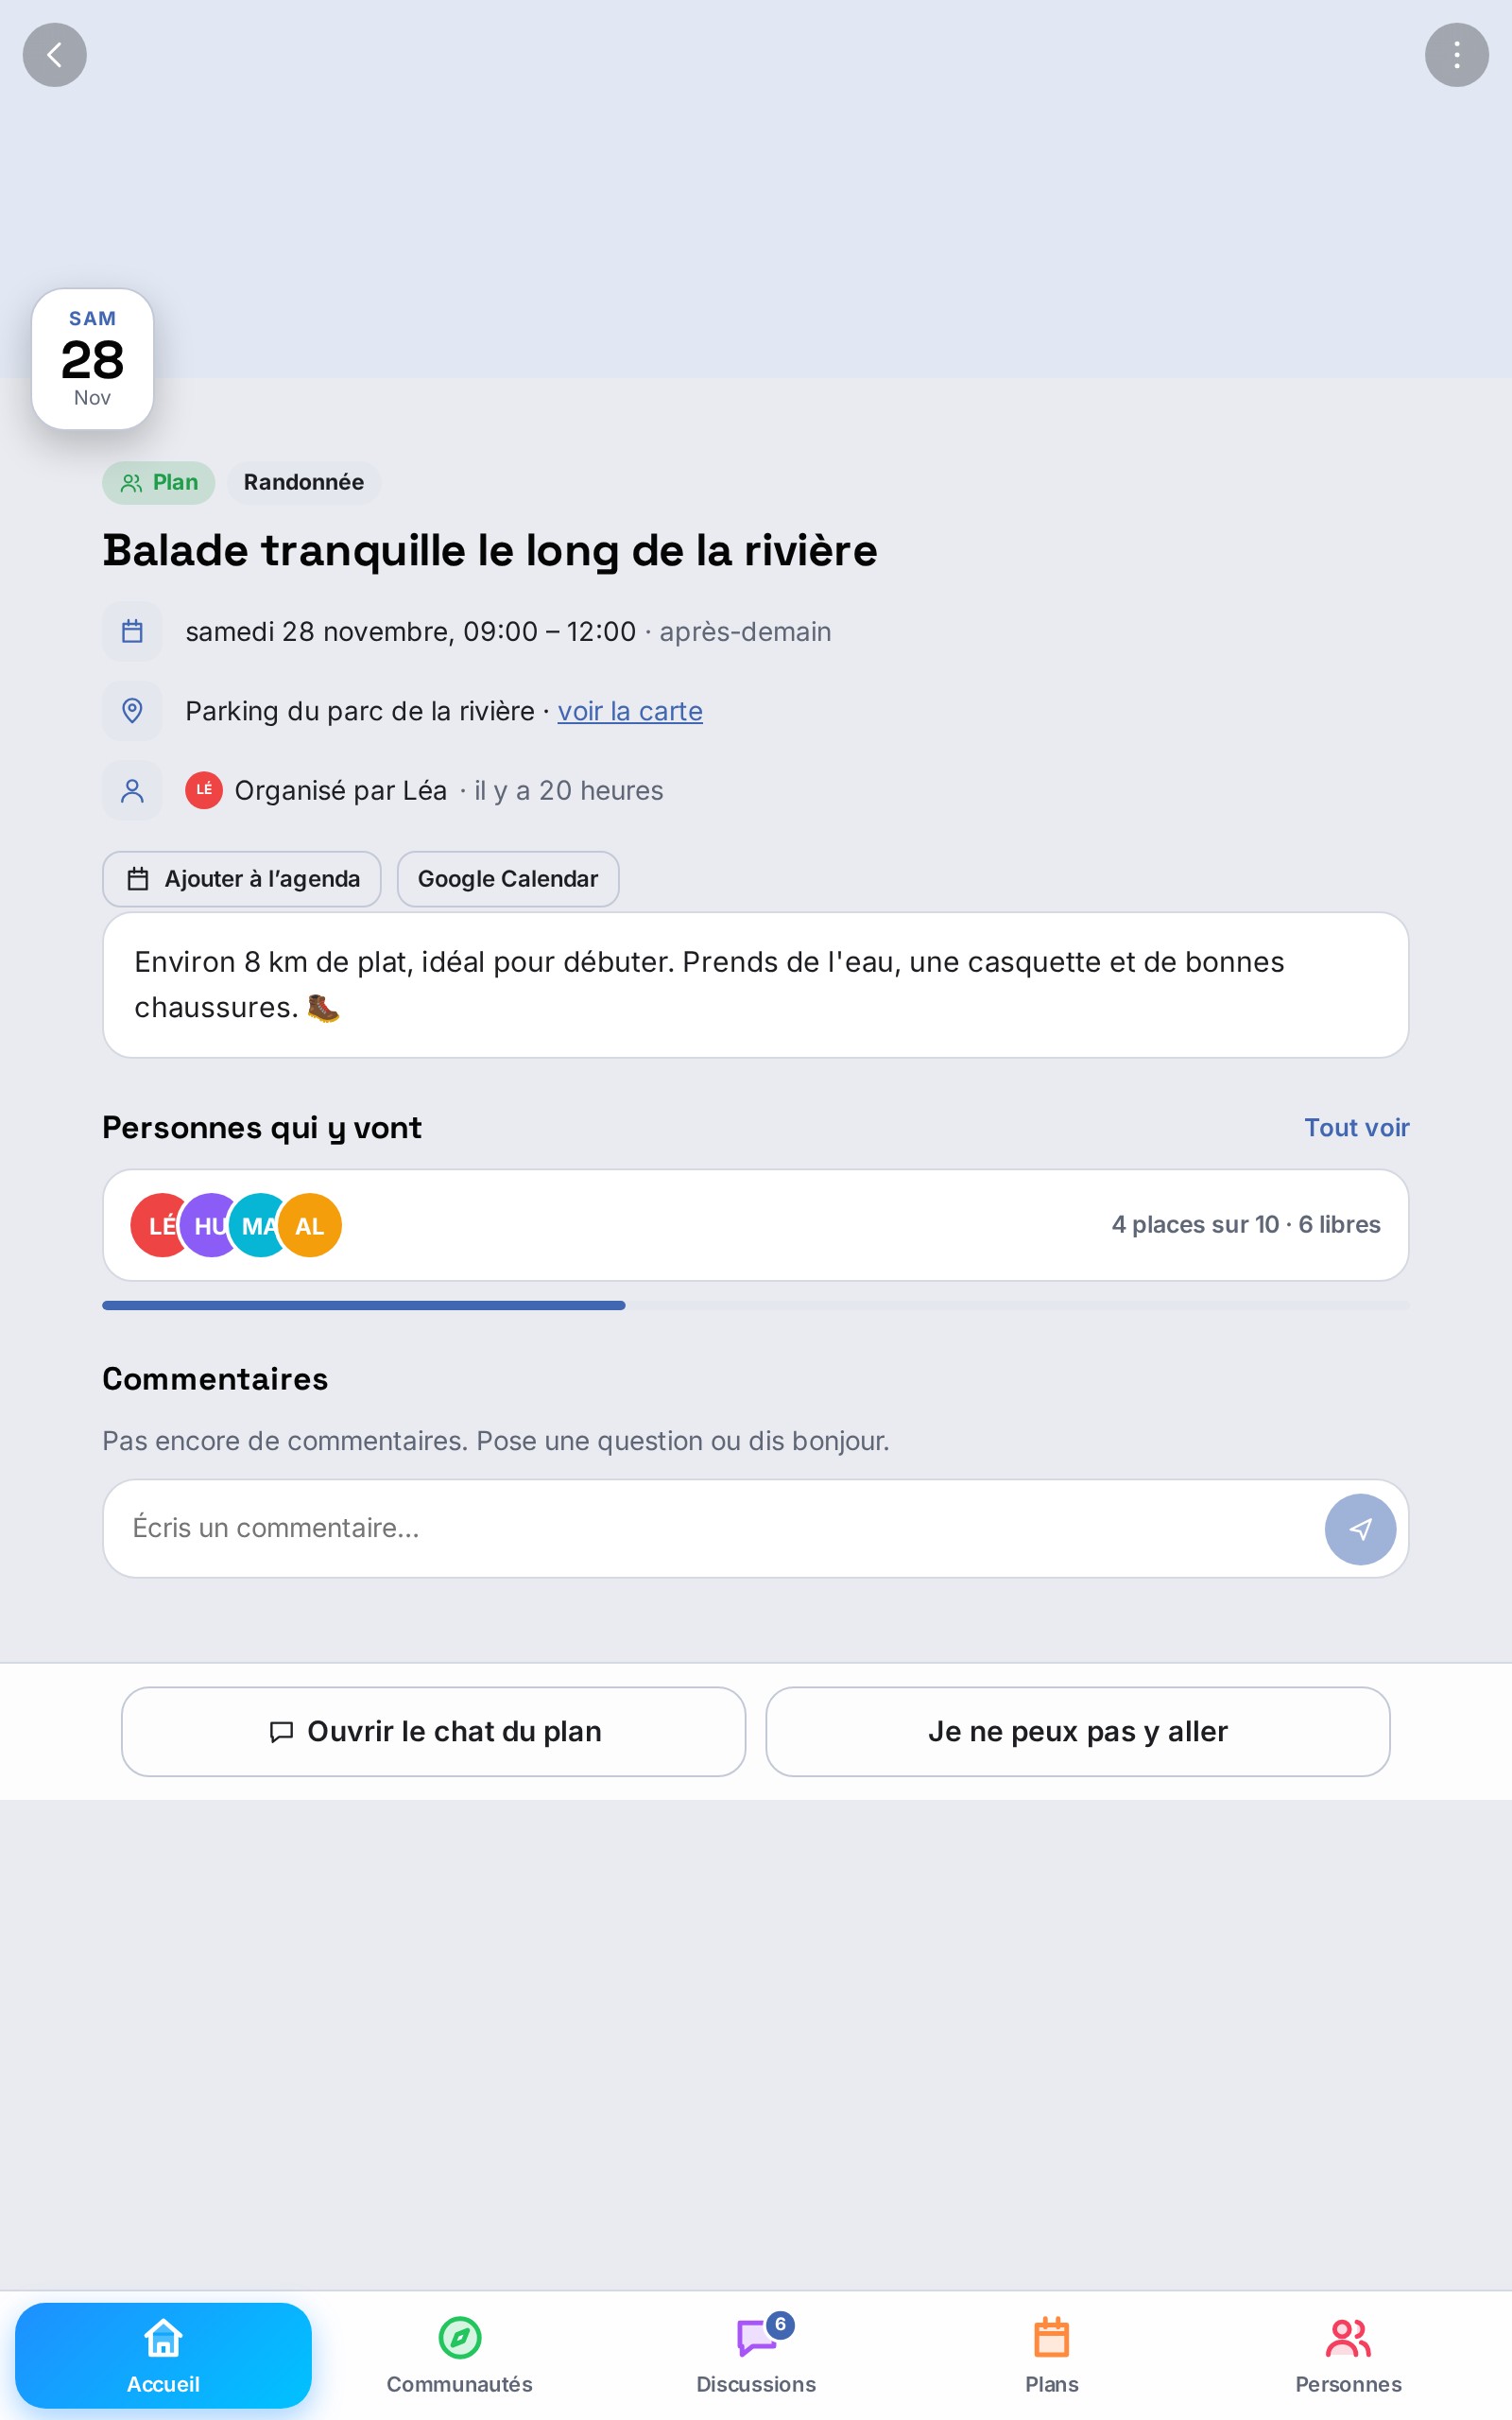 SAM
28
Nov
Plan
Randonnée
Balade tranquille le long de la rivière
samedi 28 novembre, 09:00 – 12:00 · après-demain
Parking du parc de la rivière · voir la carte
LÉ Organisé par Léa · il y a 20 heures
Ajouter à l’agenda
Google Calendar
Environ 8 km de plat, idéal pour débuter. Prends de l'eau, une casquette et de bonnes
chaussures. 🥾
Personnes qui y vont
Tout voir
LÉ HU MA AL
4 places sur 10 · 6 libres
Commentaires
Pas encore de commentaires. Pose une question ou dis bonjour.
Écris un commentaire...
Ouvrir le chat du plan
Je ne peux pas y aller
6
Accueil
Communautés
Discussions
Plans
Personnes